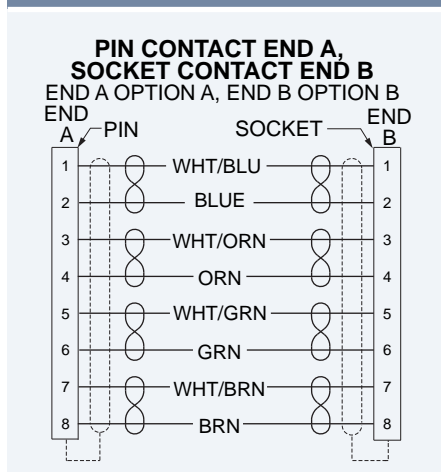 PIN CONTACT END A,
SOCKET CONTACT END B
END A OPTION A, END B OPTION B
END A PIN SOCKET END B
1 WHT/BLU 1
2 BLUE 2
3 WHT/ORN 3
4 ORN 4
5 WHT/GRN 5
6 GRN 6
7 WHT/BRN 7
8 BRN 8